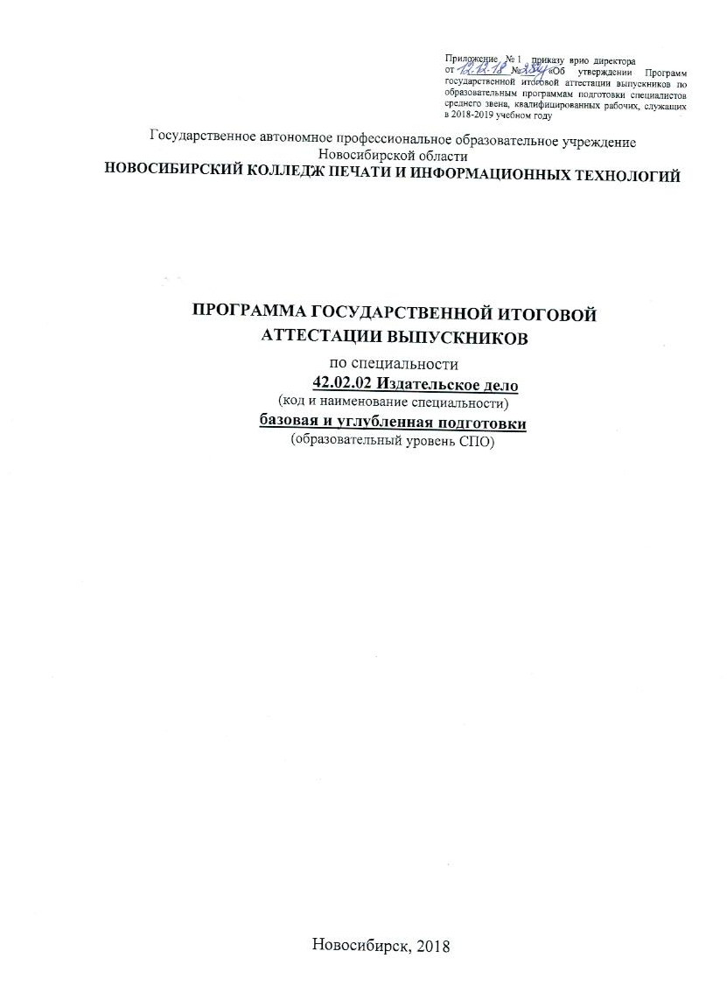 Приложение № 1 приказу врио директора
от 12.12.18 № «Об утверждении Программ
государственной итоговой аттестации выпускников по
образовательным программам подготовки специалистов
среднего звена, квалифицированных рабочих, служащих
в 2018-2019 учебном году
Государственное автономное профессиональное образовательное учреждение
Новосибирской области
НОВОСИБИРСКИЙ КОЛЛЕДЖ ПЕЧАТИ И ИНФОРМАЦИОННЫХ ТЕХНОЛОГИЙ
ПРОГРАММА ГОСУДАРСТВЕННОЙ ИТОГОВОЙ
АТТЕСТАЦИИ ВЫПУСКНИКОВ
по специальности
42.02.02 Издательское дело
(код и наименование специальности)
базовая и углубленная подготовки
(образовательный уровень СПО)
Новосибирск, 2018